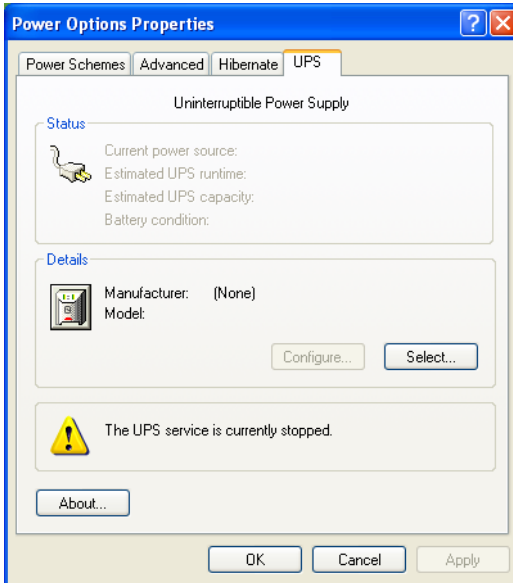 Power Options Properties
Power Schemes Advanced Hibernate UPS
Uninterruptible Power Supply
Status
Current power source:
Estimated UPS runtime:
Estimated UPS capacity:
Battery condition:
Details
Manufacturer: (None)
Model:
Configure... Select...
The UPS service is currently stopped.
About...
OK Cancel Apply